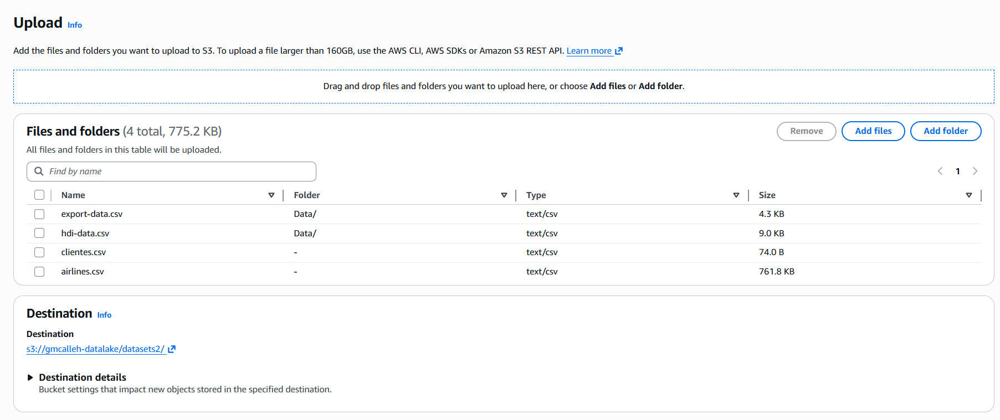 Upload Info
Add the files and folders you want to upload to S3. To upload a file larger than 160GB, use the AWS CLI, AWS SDKs or Amazon S3 REST API. Learn more
Drag and drop files and folders you want to upload here, or choose Add files or Add folder.
Files and folders (4 total, 775.2 KB) Remove Add files Add folder
All files and folders in this table will be uploaded.
Find by name 1
Name Folder Type Size
export-data.csv Data/ text/csv 4.3 KB
hdi-data.csv Data/ text/csv 9.0 KB
clientes.csv - text/csv 74.0 B
airlines.csv - text/csv 761.8 KB
Destination Info
Destination
s3://gmcalleh-datalake/datasets2/
Destination details
Bucket settings that impact new objects stored in the specified destination.